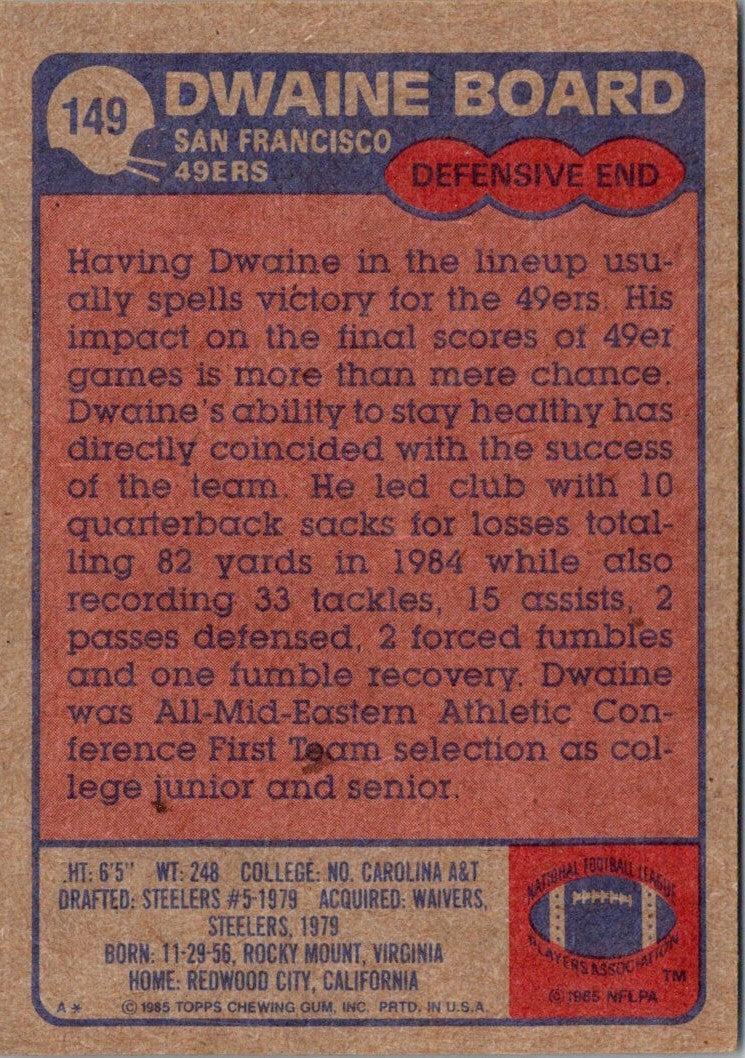 149
DWAINE BOARD
SAN FRANCISCO
49ERS
DEFENSIVE END
Having Dwaine in the lineup usu-
ally spells victory for the 49ers. His
impact on the final scores of 49er
games is more than mere chance.
Dwaine's ability to stay healthy has
directly coincided with the success
of the team. He led club with 10
quarterback sacks for losses total-
ling 82 yards in 1984 while also
recording 33 tackles, 15 assists, 2
passes defensed, 2 forced fumbles
and one fumble recovery. Dwaine
was All-Mid-Eastern Athletic Con-
ference First Team selection as col-
lege junior and senior.
HT: 6'5" WT: 248 COLLEGE: NO. CAROLINA A&T
DRAFTED: STEELERS #5-1979 ACQUIRED: WAIVERS,
STEELERS, 1979
BORN: 11-29-56, ROCKY MOUNT, VIRGINIA
HOME: REDWOOD CITY, CALIFORNIA
A* © 1985 TOPPS CHEWING GUM, INC. PRTD. IN U.S.A.
NATIONAL FOOTBALL LEAGUE
PLAYERS ASSOCIATION
TM
© 1985 NFLPA